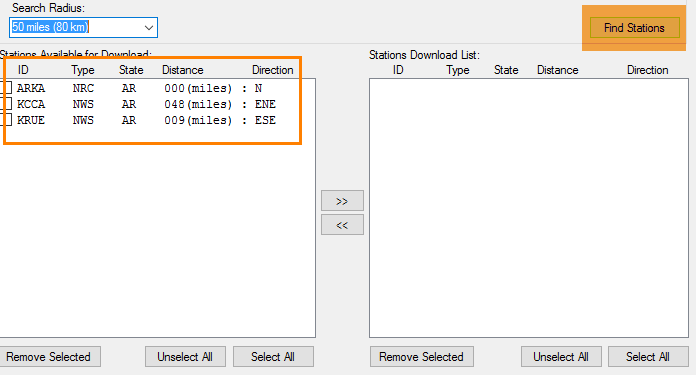 Search Radius:
50 miles (80 km)
Find Stations
Stations Available for Download:
ID Type State Distance Direction
ARKA NRC AR 000(miles) : N
KCCA NWS AR 048(miles) : ENE
KRUE NWS AR 009(miles) : ESE
Stations Download List:
ID Type State Distance Direction
>>
<<
Remove Selected Unselect All Select All
Remove Selected Unselect All Select All